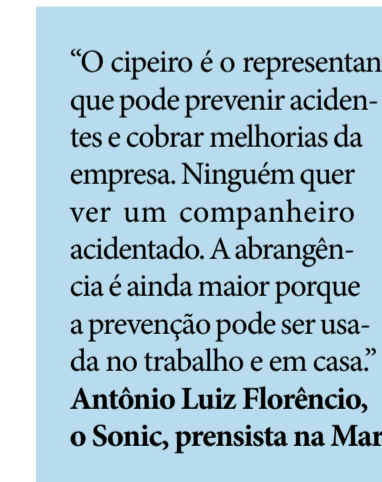 “O cipeiro é o representan
que pode prevenir aciden-
tes e cobrar melhorias da
empresa. Ninguém quer
ver um companheiro
acidentado. A abrangên-
cia é ainda maior porque
a prevenção pode ser usa-
da no trabalho e em casa.”
Antônio Luiz Florêncio,
o Sonic, prensista na Mar